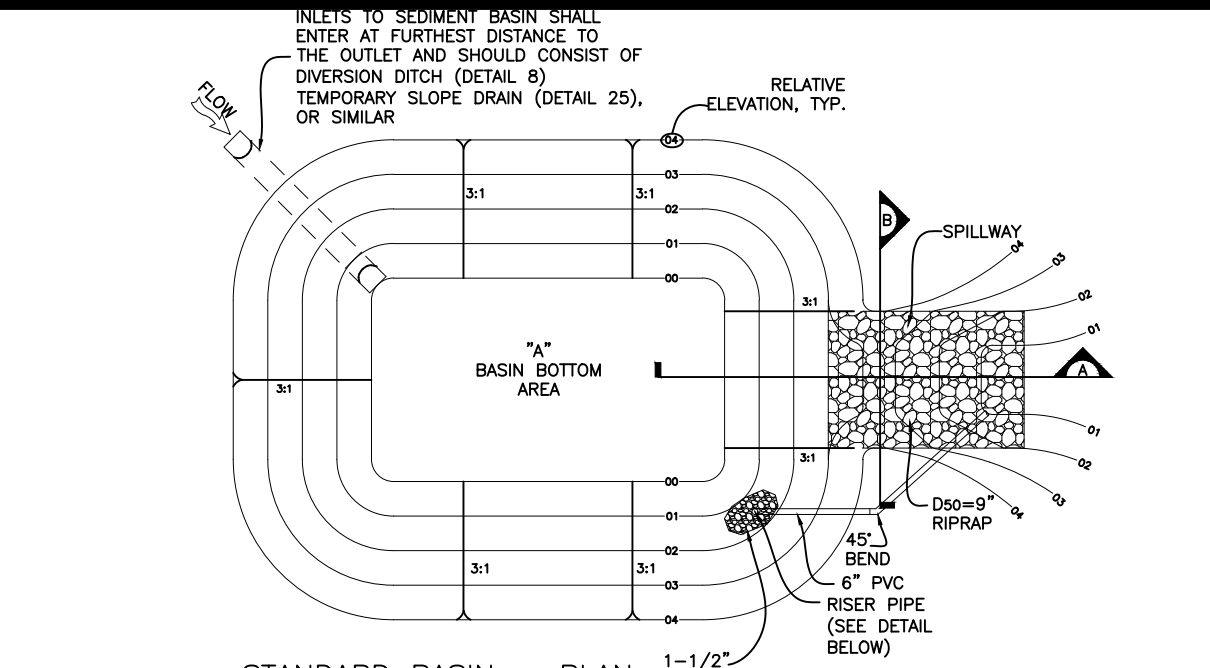 INLETS TO SEDIMENT BASIN SHALL
ENTER AT FURTHEST DISTANCE TO
THE OUTLET AND SHOULD CONSIST OF
DIVERSION DITCH (DETAIL 8)
TEMPORARY SLOPE DRAIN (DETAIL 25),
OR SIMILAR
FLOW
RELATIVE
ELEVATION, TYP.
04
03
02
01
00
3:1
3:1
B
SPILLWAY
04
03
02
01
3:1
"A"
BASIN BOTTOM
AREA
A
3:1
3:1
01
02
03
04
00
01
02
03
04
3:1
3:1
D50=9"
RIPRAP
45°
BEND
6" PVC
RISER PIPE
(SEE DETAIL
BELOW)
1-1/2"
STANDARD BASIN - PLAN